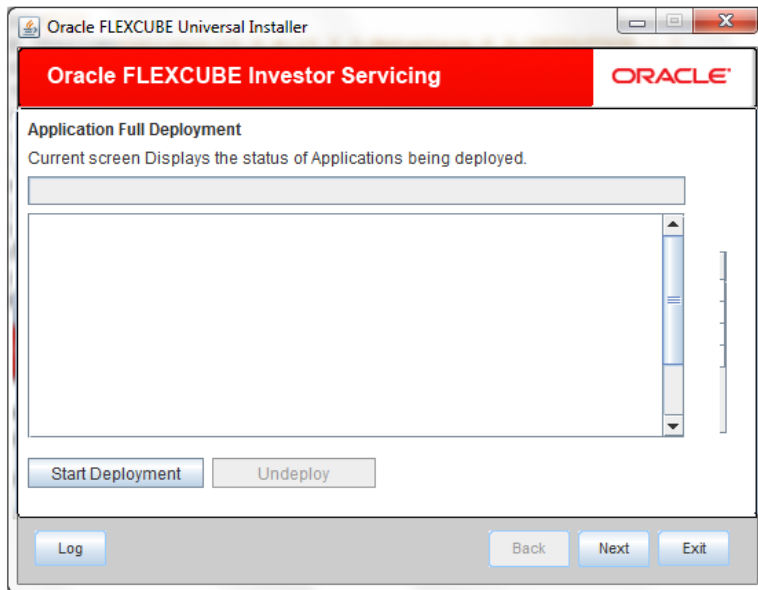 Oracle FLEXCUBE Universal Installer
Oracle FLEXCUBE Investor Servicing
ORACLE
Application Full Deployment
Current screen Displays the status of Applications being deployed.
Start Deployment Undeploy
Log Back Next Exit